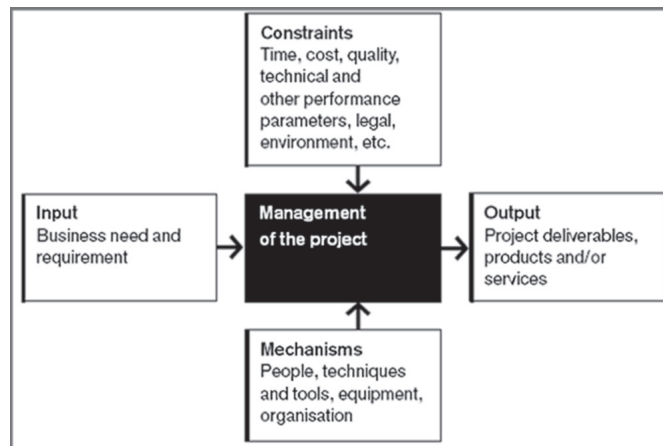 Constraints
Time, cost, quality,
technical and
other performance
parameters, legal,
environment, etc.
Input
Business need and
requirement
Management
of the project
Output
Project deliverables,
products and/or
services
Mechanisms
People, techniques
and tools, equipment,
organisation